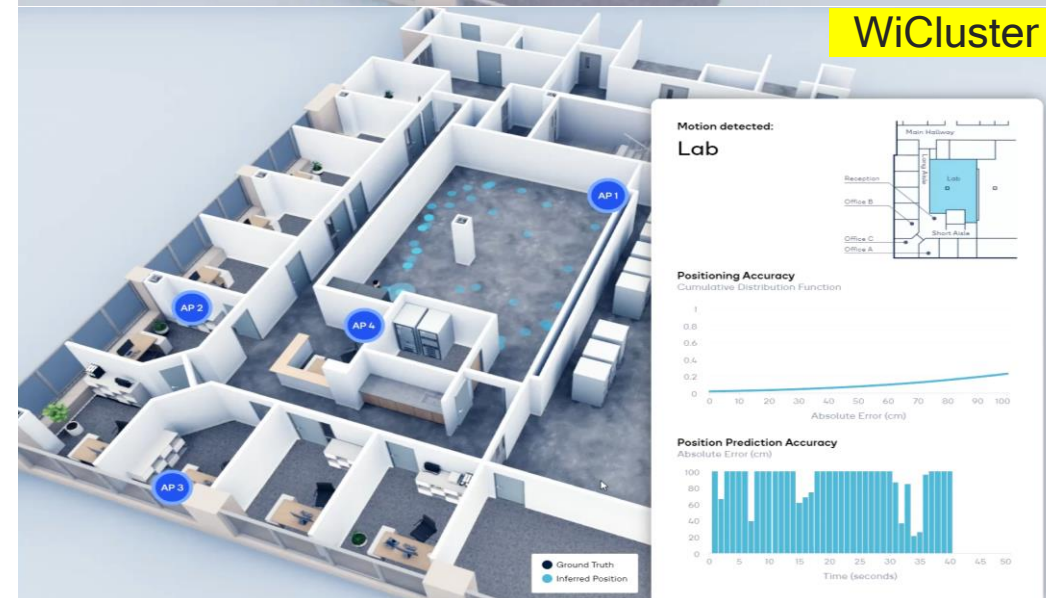 WiCluster
Motion detected:
Lab
Main Hallway
Long Aisle
Lab
Reception
Office B
Short Aisle
Office C
Office A
AP 1
AP 2
AP 4
AP 3
Positioning Accuracy
Cumulative Distribution Function
1
0.8
0.6
0.4
0.2
0
0 10 20 30 40 50 60 70 80 90 100
Absolute Error (cm)
Position Prediction Accuracy
Absolute Error (cm)
100
80
60
40
20
0
0 5 10 15 20 25 30 35 40 45 50
Time (seconds)
Ground Truth
Inferred Position